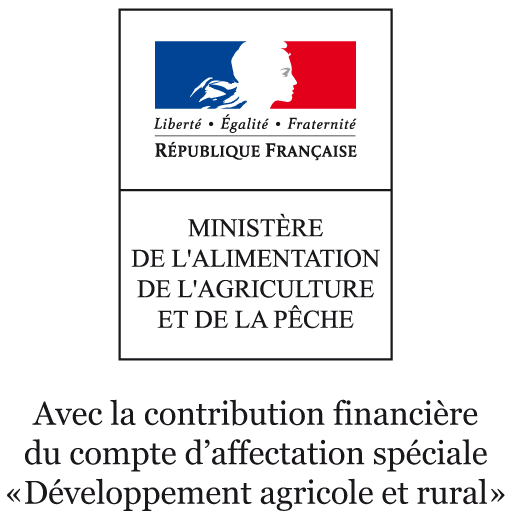 Liberté • Égalité • Fraternité
RÉPUBLIQUE FRANÇAISE
MINISTÈRE
DE L'ALIMENTATION
DE L'AGRICULTURE
ET DE LA PÊCHE
Avec la contribution financière
du compte d’affectation spéciale
«Développement agricole et rural»